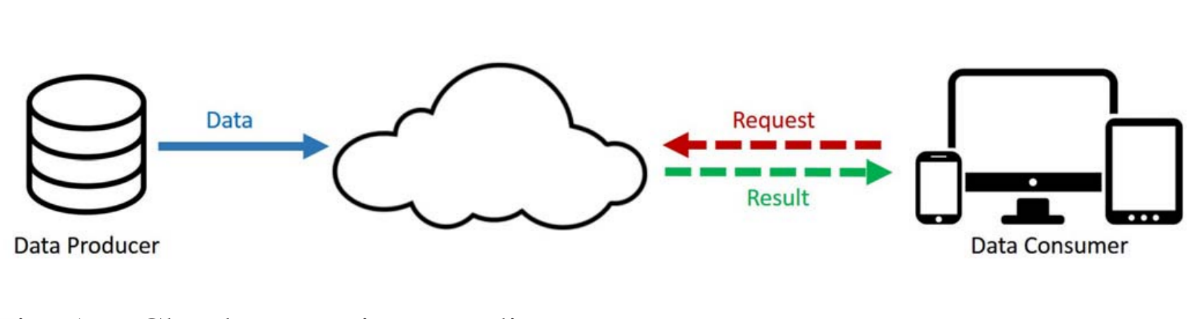 Data
Request
Result
Data Producer
Data Consumer